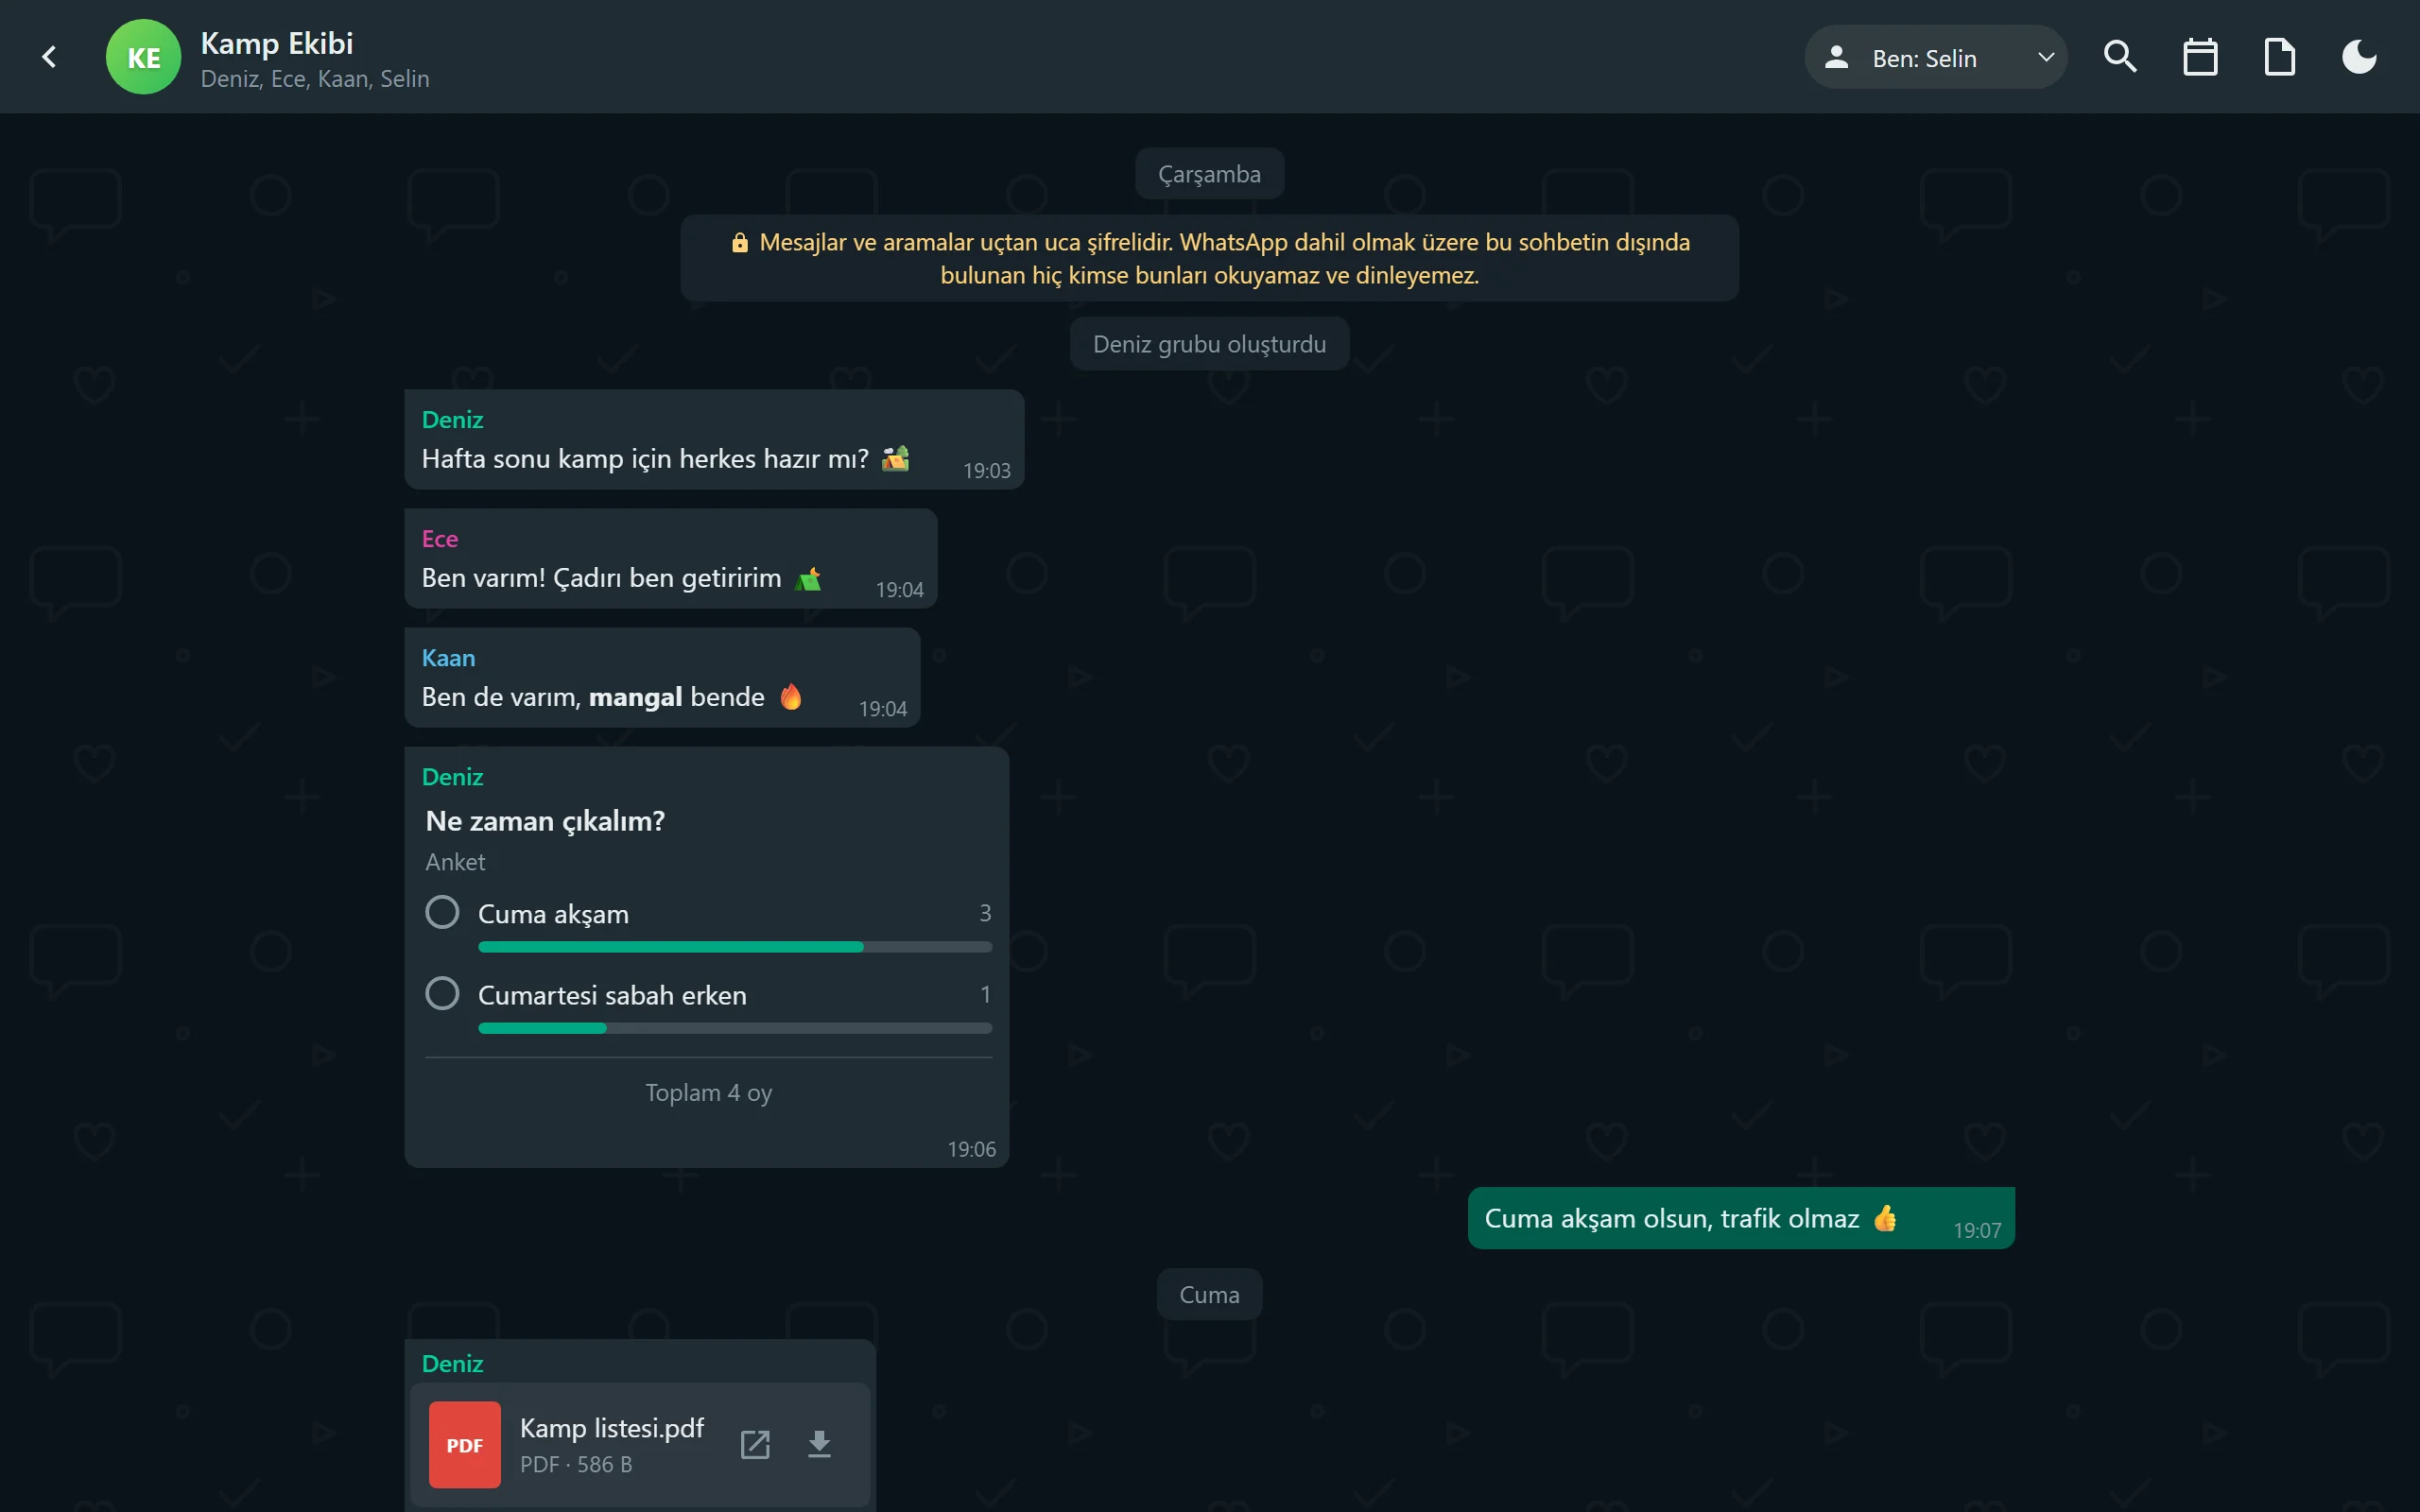 KE
Kamp Ekibi
Deniz, Ece, Kaan, Selin
Ben: Selin
Çarşamba
Mesajlar ve aramalar uçtan uca şifrelidir. WhatsApp dahil olmak üzere bu sohbetin dışında
bulunan hiç kimse bunları okuyamaz ve dinleyemez.
Deniz grubu oluşturdu
Deniz
Hafta sonu kamp için herkes hazır mı? 🏕️
19:03
Ece
Ben varım! Çadırı ben getiririm ⛺
19:04
Kaan
Ben de varım, mangal bende 🔥
19:04
Deniz
Ne zaman çıkalım?
Anket
Cuma akşam 3
Cumartesi sabah erken 1
Toplam 4 oy
19:06
Cuma akşam olsun, trafik olmaz 👍
19:07
Cuma
Deniz
PDF
Kamp listesi.pdf
PDF · 586 B